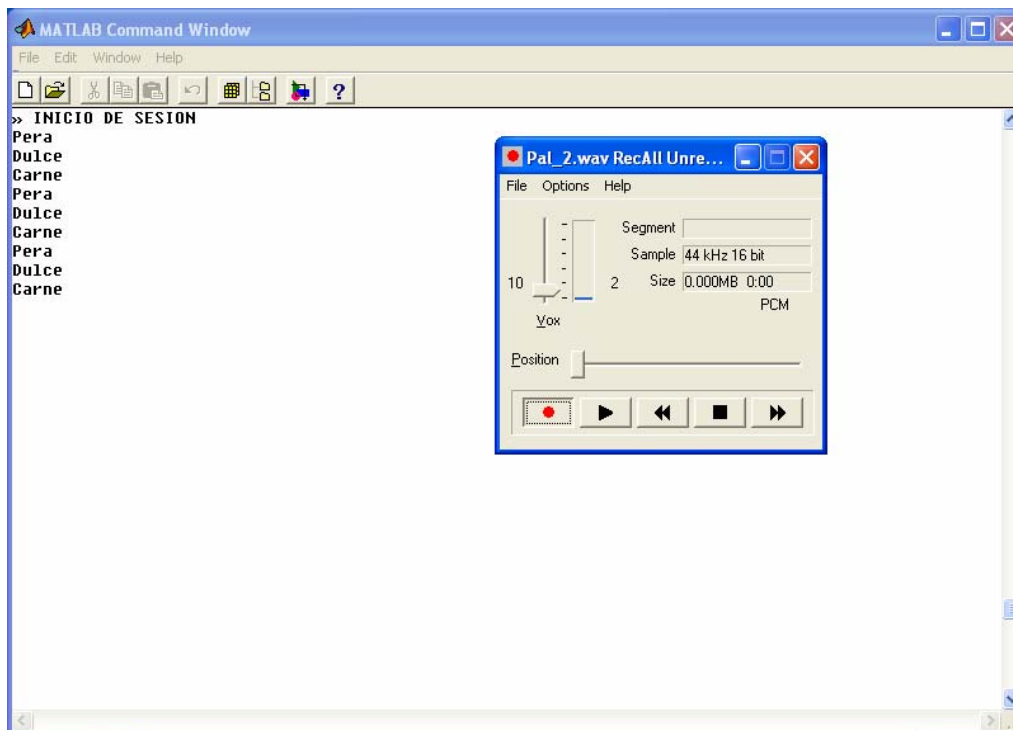 MATLAB Command Window
File Edit Window Help
?
» INICIO DE SESION
Pera
Dulce
Carne
Pera
Dulce
Carne
Pera
Dulce
Carne
Pal_2.wav RecAll Unre...
File Options Help
Segment
Sample 44 kHz 16 bit
10 2 Size 0.000MB 0:00
PCM
Vox
Position